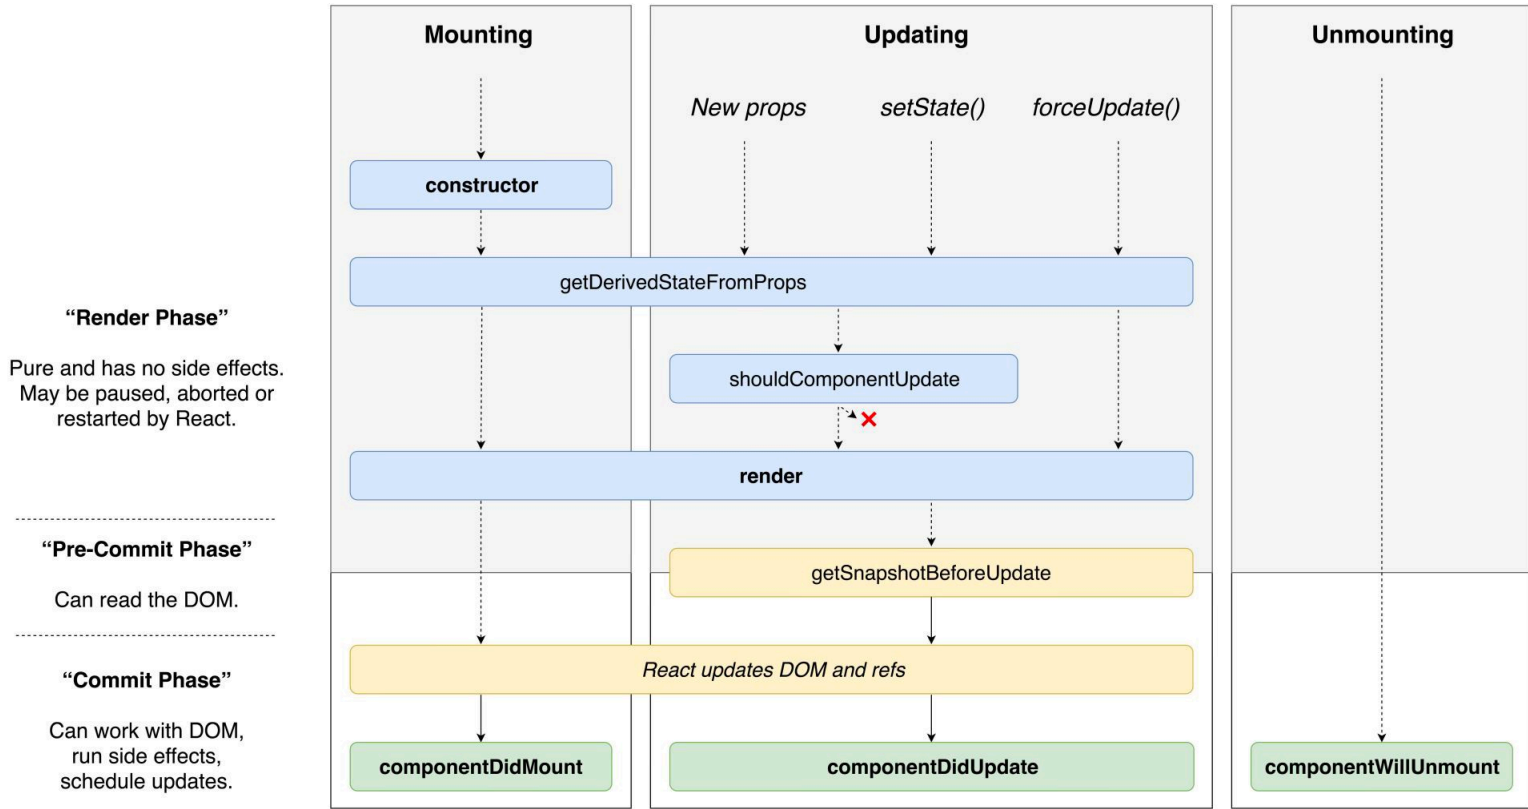 Mounting
Updating
Unmounting
New props
setState()
forceUpdate()
constructor
getDerivedStateFromProps
“Render Phase”
Pure and has no side effects.
May be paused, aborted or
restarted by React.
shouldComponentUpdate
render
“Pre-Commit Phase”
Can read the DOM.
getSnapshotBeforeUpdate
React updates DOM and refs
“Commit Phase”
Can work with DOM,
run side effects,
schedule updates.
componentDidMount
componentDidUpdate
componentWillUnmount